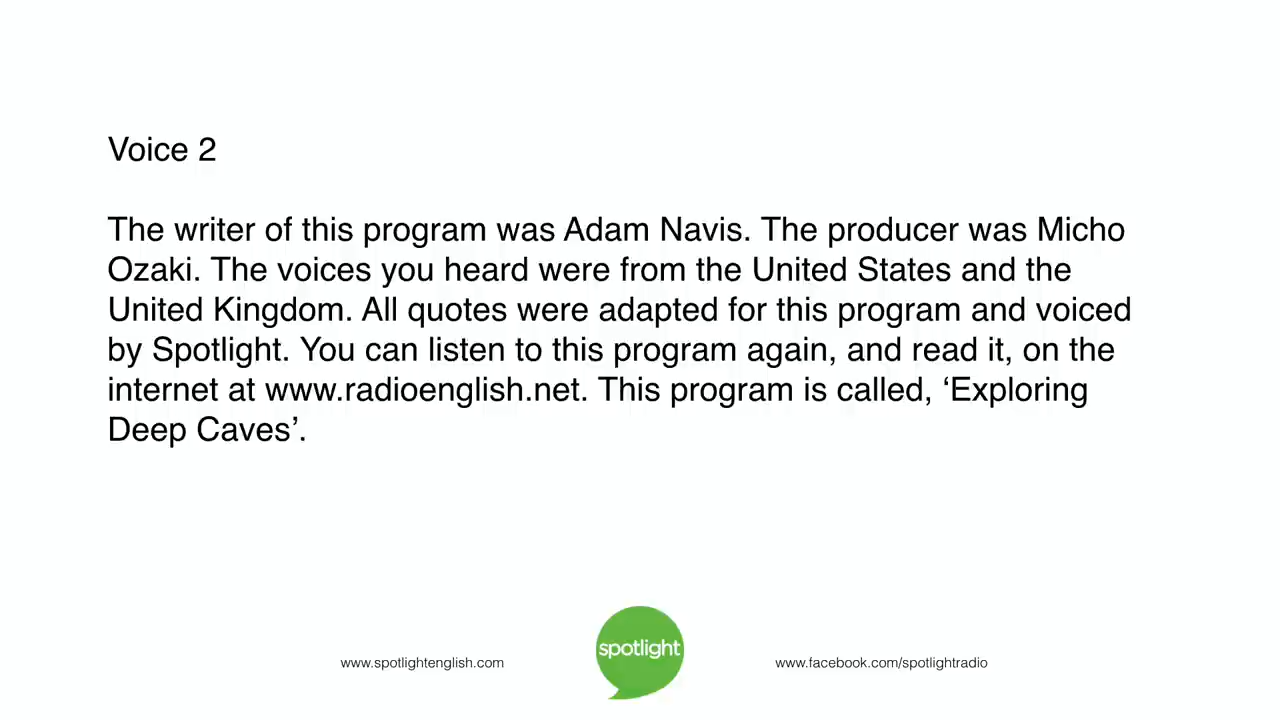 Voice 2
The writer of this program was Adam Navis. The producer was Micho
Ozaki. The voices you heard were from the United States and the
United Kingdom. All quotes were adapted for this program and voiced
by Spotlight. You can listen to this program again, and read it, on the
internet at www.radioenglish.net. This program is called, ‘Exploring
Deep Caves’.
www.spotlightenglish.com
spotlight
www.facebook.com/spotlightradio